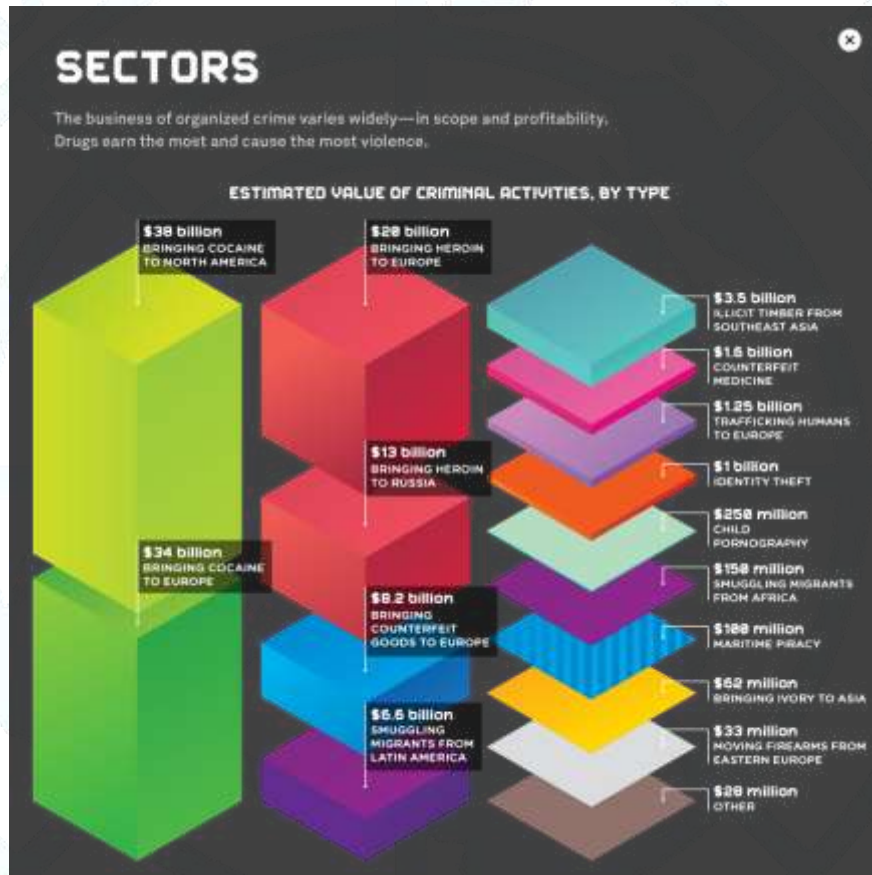 SECTORS
The business of organized crime varies widely—in scope and profitability.
Drugs earn the most and cause the most violence.
ESTIMATED VALUE OF CRIMINAL ACTIVITIES, BY TYPE
$38 billion
BRINGING COCAINE
TO NORTH AMERICA
$34 billion
BRINGING COCAINE
TO EUROPE
$20 billion
BRINGING HEROIN
TO EUROPE
$13 billion
BRINGING HEROIN
TO RUSSIA
$8.2 billion
BRINGING
COUNTERFEIT
GOODS TO EUROPE
$6.6 billion
SMUGGLING
MIGRANTS FROM
LATIN AMERICA
$3.5 billion
ILLICIT TIMBER FROM
SOUTHEAST ASIA
$1.6 billion
COUNTERFEIT
MEDICINE
$1.25 billion
TRAFFICKING HUMANS
TO EUROPE
$1 billion
IDENTITY THEFT
$250 million
CHILD
PORNOGRAPHY
$150 million
SMUGGLING MIGRANTS
FROM AFRICA
$100 million
MARITIME PIRACY
$62 million
BRINGING IVORY TO ASIA
$33 million
MOVING FIREARMS FROM
EASTERN EUROPE
$20 million
OTHER